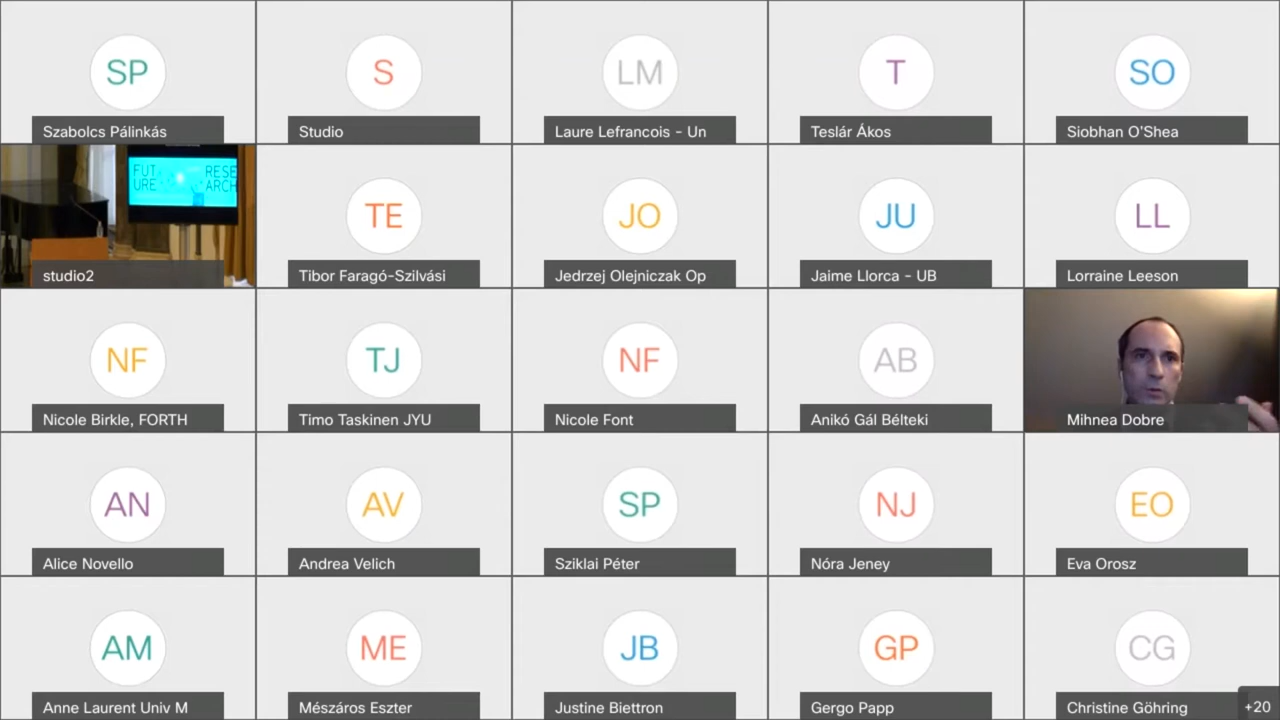 SP
S
LM
T
SO
Szabolcs Pálinkás
Studio
Laure Lefrancois - Un
Teslár Ákos
Siobhan O'Shea
FUT RESE
URE ARCH
TE
JO
JU
LL
studio2
Tibor Faragó-Szilvási
Jedrzej Olejniczak Op
Jaime Llorca - UB
Lorraine Leeson
NF
TJ
NF
AB
Nicole Birkle, FORTH
Timo Taskinen JYU
Nicole Font
Anikó Gál Bélteki
Mihnea Dobre
AN
AV
SP
NJ
EO
Alice Novello
Andrea Velich
Sziklai Péter
Nóra Jeney
Eva Orosz
AM
ME
JB
GP
CG
Anne Laurent Univ M
Mészáros Eszter
Justine Biettron
Gergo Papp
Christine Göhring
+20